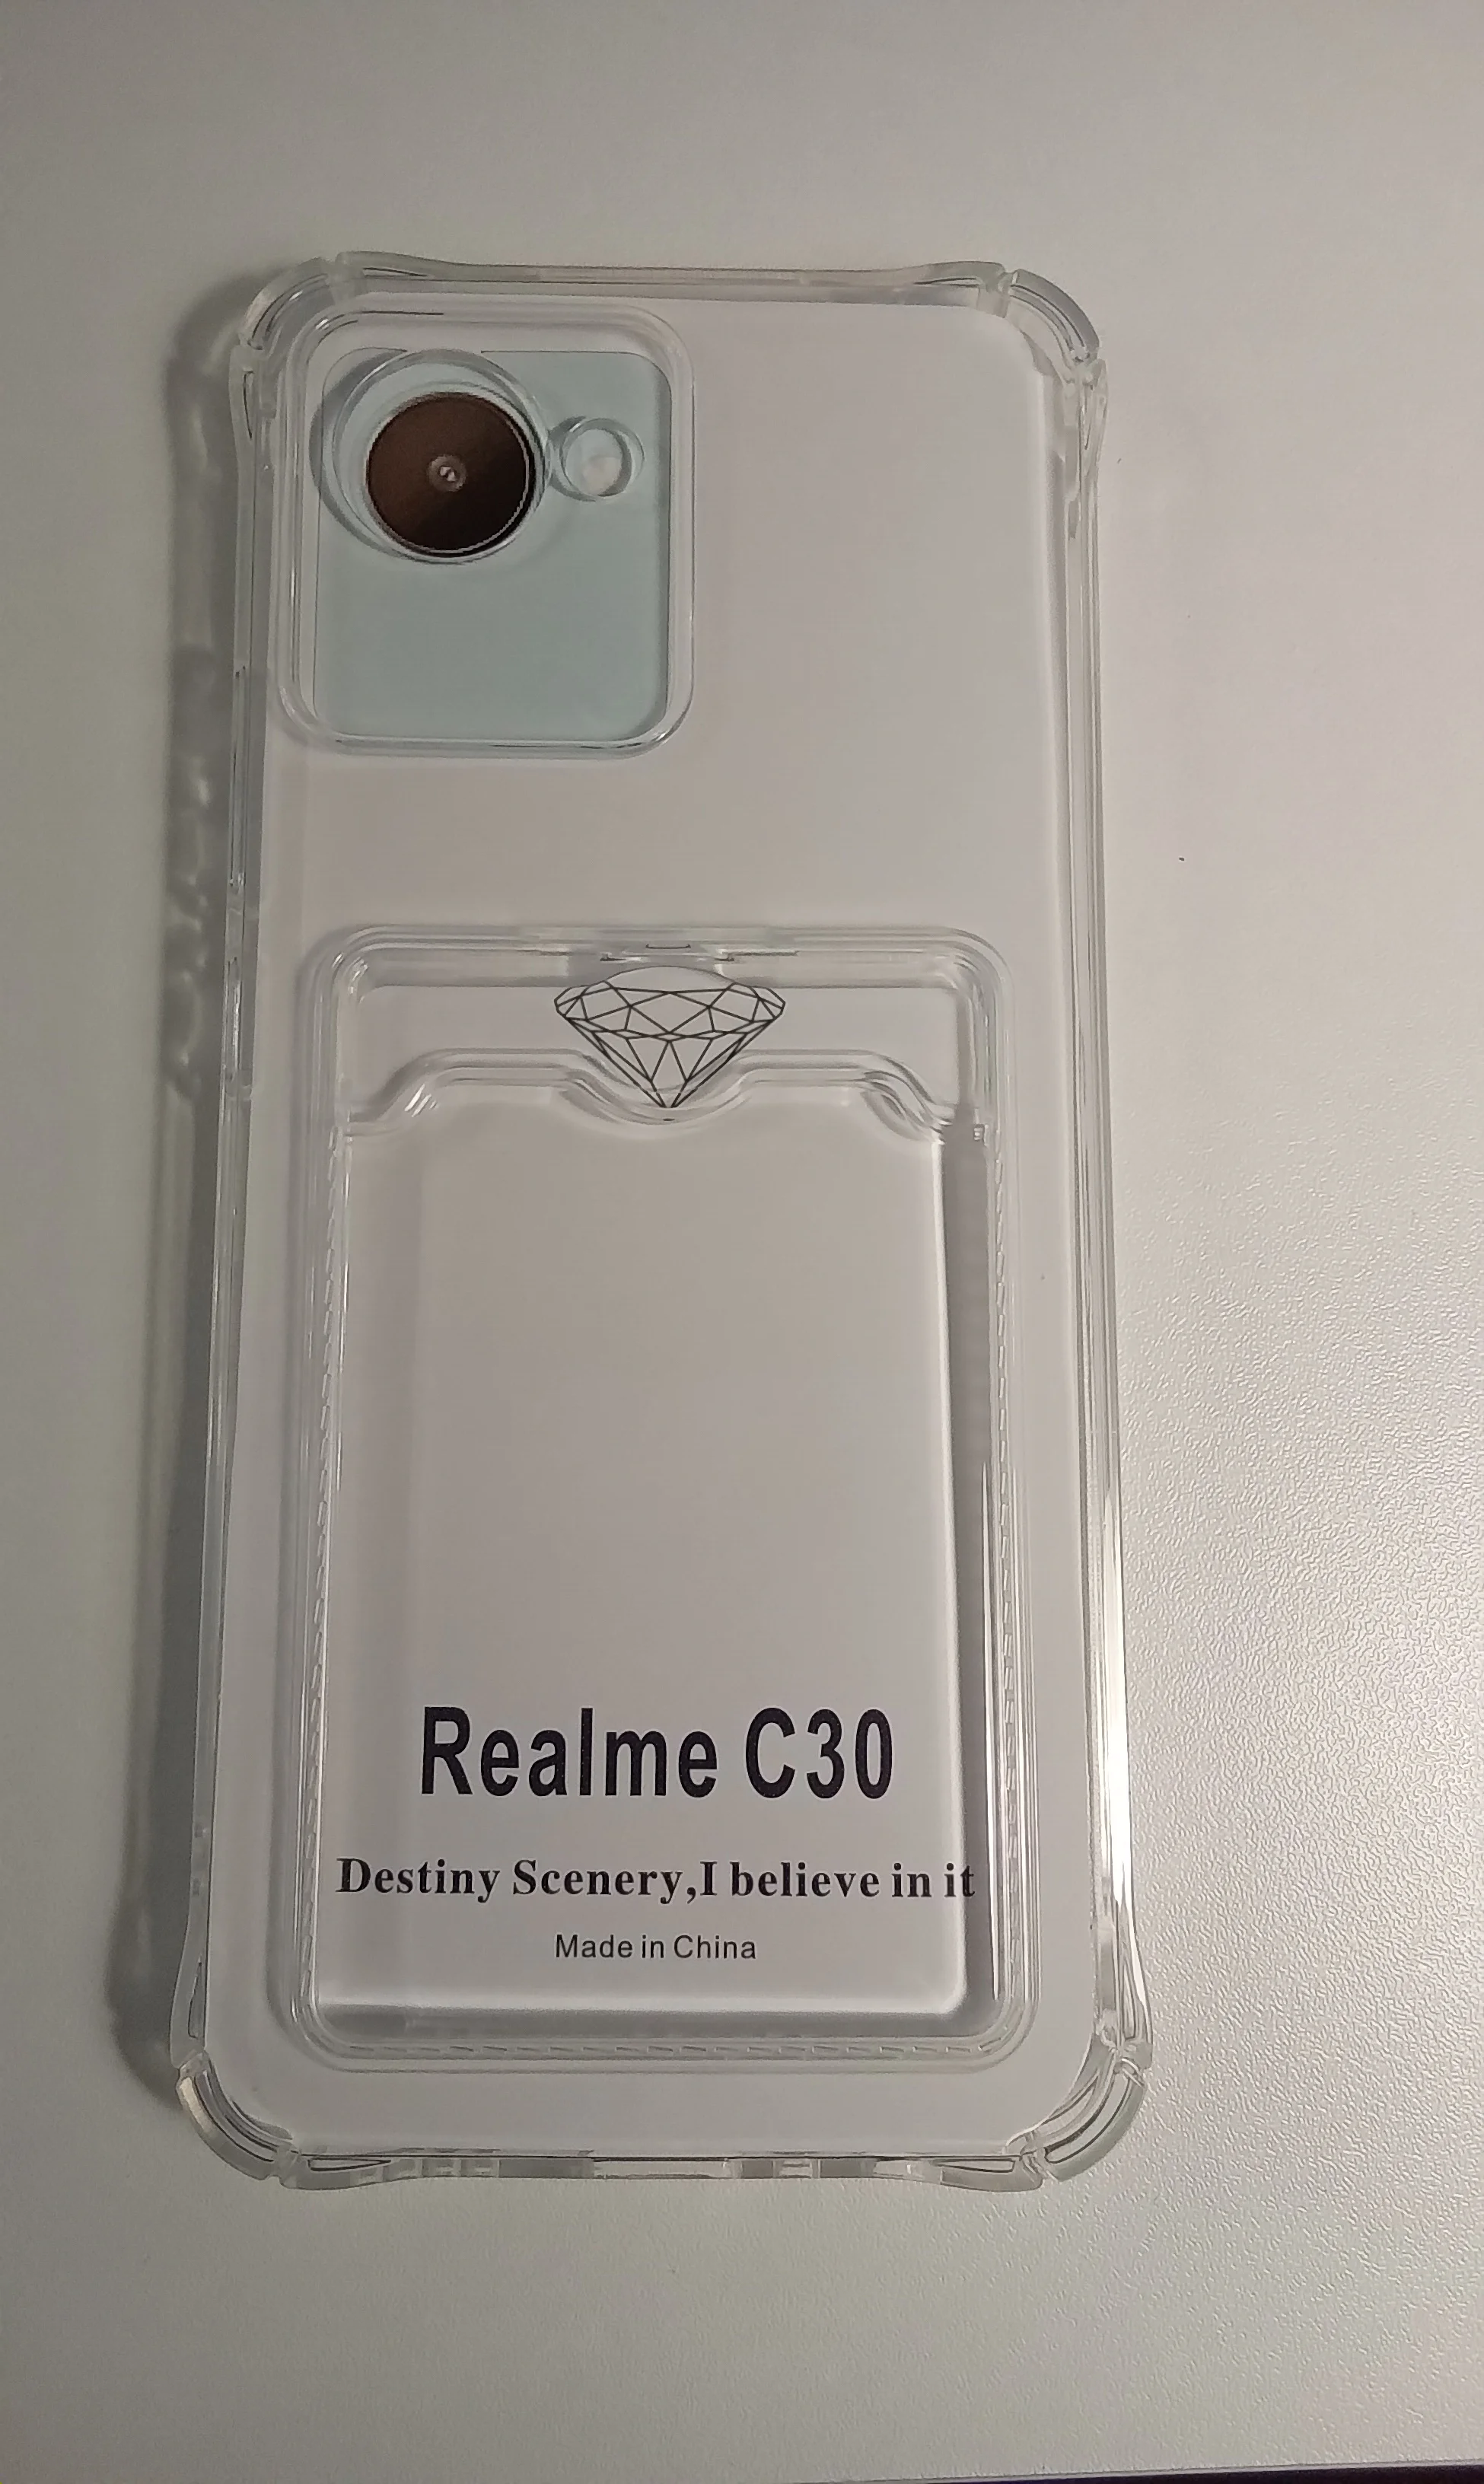 Realme C30
Destiny Scenery,I believe in it
Made in China